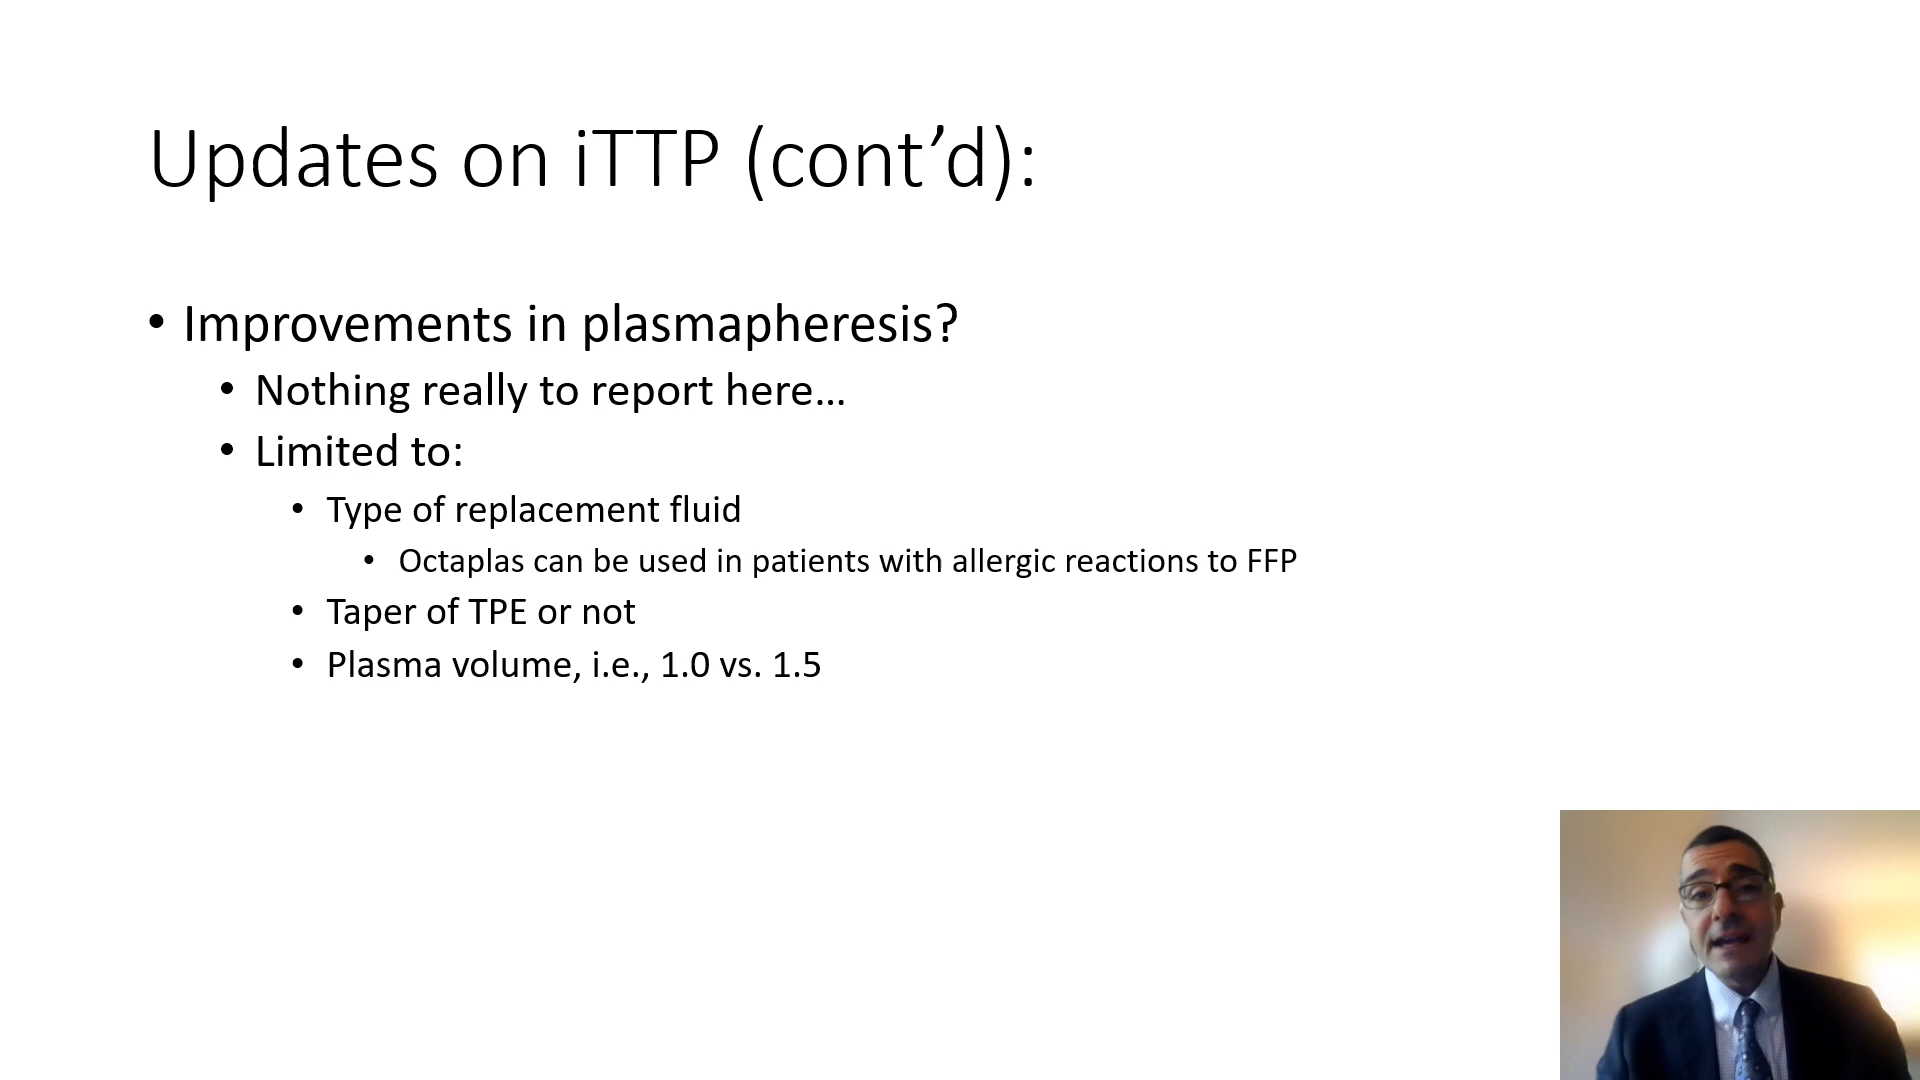 Updates on iTTP (cont’d):
• Improvements in plasmapheresis?
• Nothing really to report here…
• Limited to:
• Type of replacement fluid
• Octaplas can be used in patients with allergic reactions to FFP
• Taper of TPE or not
• Plasma volume, i.e., 1.0 vs. 1.5